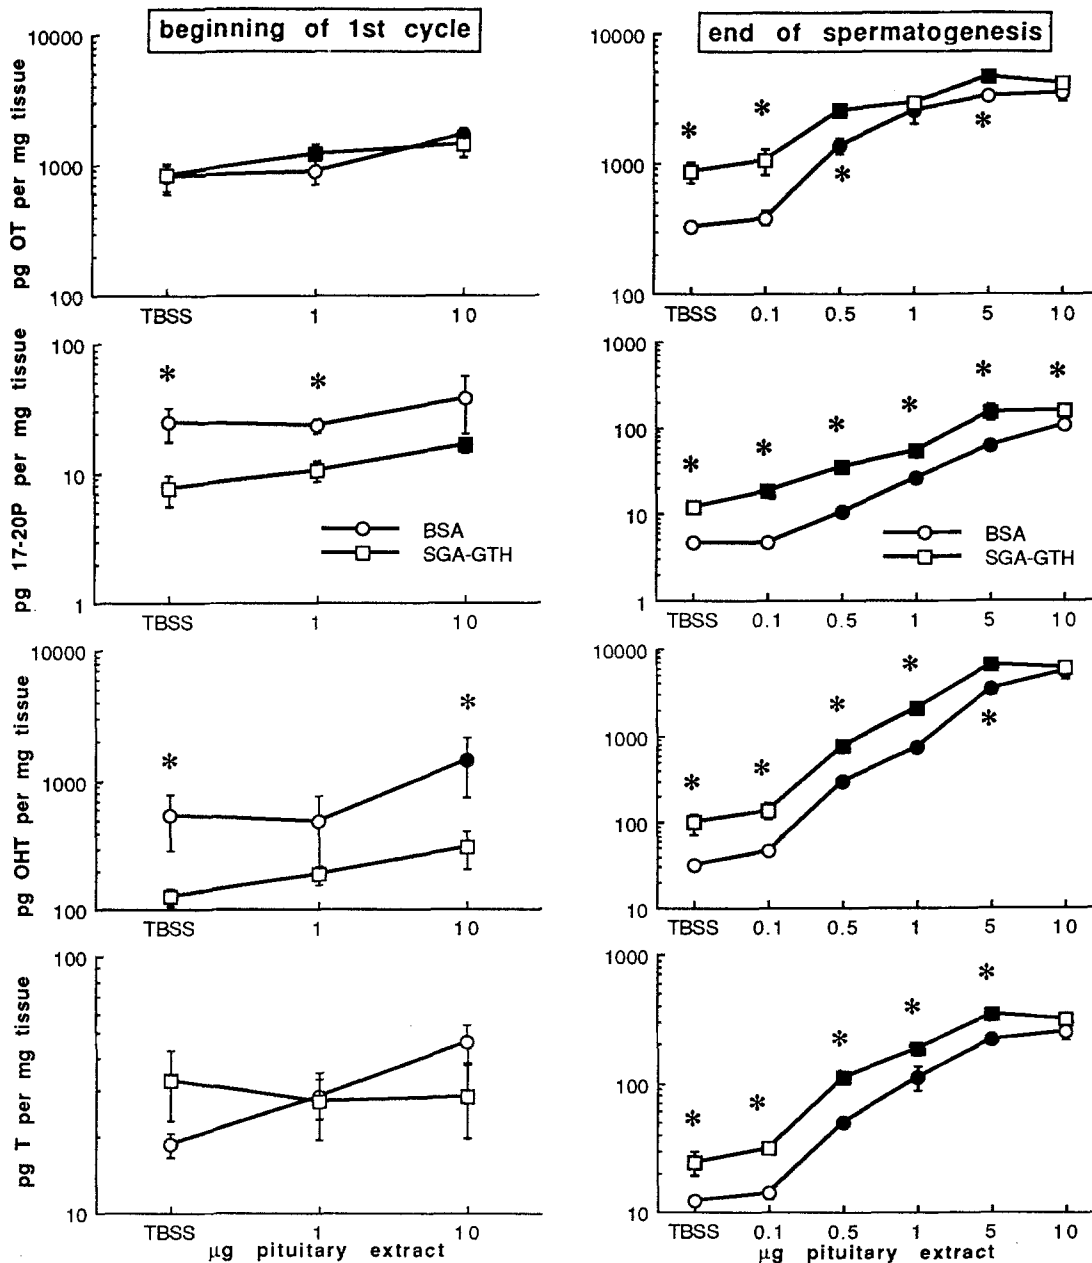 beginning of 1st cycle
end of spermatogenesis
pg OT per mg tissue
10000
1000
100
TBSS 1 10
*
*
*
*
10000
1000
100
TBSS 0.1 0.5 1 5 10
pg 17-20P per mg tissue
100
10
1
*
*
BSA
SGA-GTH
TBSS 1 10
1000
100
10
1
*
*
*
*
*
*
BSA
SGA-GTH
TBSS 0.1 0.5 1 5 10
pg OHT per mg tissue
10000
1000
100
*
*
TBSS 1 10
10000
1000
100
10
*
*
*
*
*
TBSS 0.1 0.5 1 5 10
pg T per mg tissue
100
10
TBSS 1 10
µg pituitary extract
1000
100
10
*
*
*
*
*
TBSS 0.1 0.5 1 5 10
µg pituitary extract